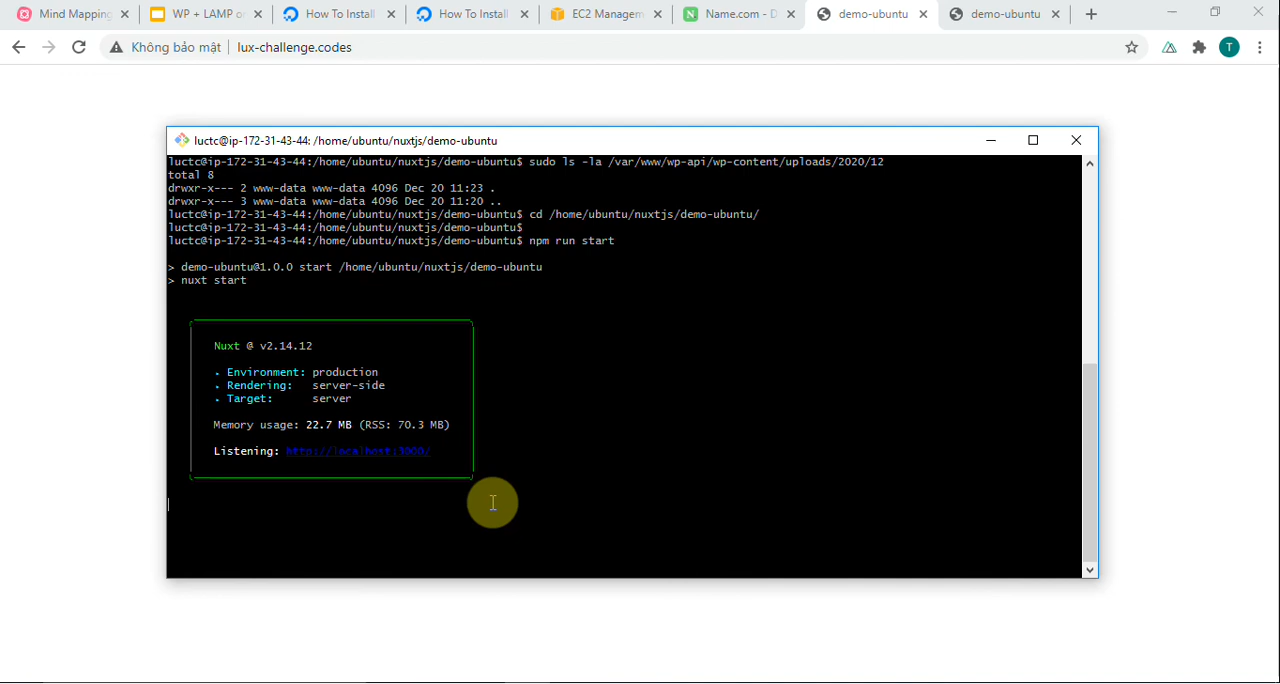 Mind Mapping
WP + LAMP o
How To Install
How To Install
EC2 Managem
Name.com - D
demo-ubuntu
demo-ubuntu
Không bảo mật
lux-challenge.codes
T
luctc@ip-172-31-43-44: /home/ubuntu/nuxtjs/demo-ubuntu
luctc@ip-172-31-43-44:/home/ubuntu/nuxtjs/demo-ubuntu$ sudo ls -la /var/www/wp-api/wp-content/uploads/2020/12
total 8
drwxr-x--- 2 www-data www-data 4096 Dec 20 11:23 .
drwxr-x--- 3 www-data www-data 4096 Dec 20 11:20 ..
luctc@ip-172-31-43-44:/home/ubuntu/nuxtjs/demo-ubuntu$ cd /home/ubuntu/nuxtjs/demo-ubuntu/
luctc@ip-172-31-43-44:/home/ubuntu/nuxtjs/demo-ubuntu$
luctc@ip-172-31-43-44:/home/ubuntu/nuxtjs/demo-ubuntu$ npm run start
> demo-ubuntu@1.0.0 start /home/ubuntu/nuxtjs/demo-ubuntu
> nuxt start
Nuxt @ v2.14.12
Environment: production
Rendering: server-side
Target: server
Memory usage: 22.7 MB (RSS: 70.3 MB)
Listening: http://localhost:3000/